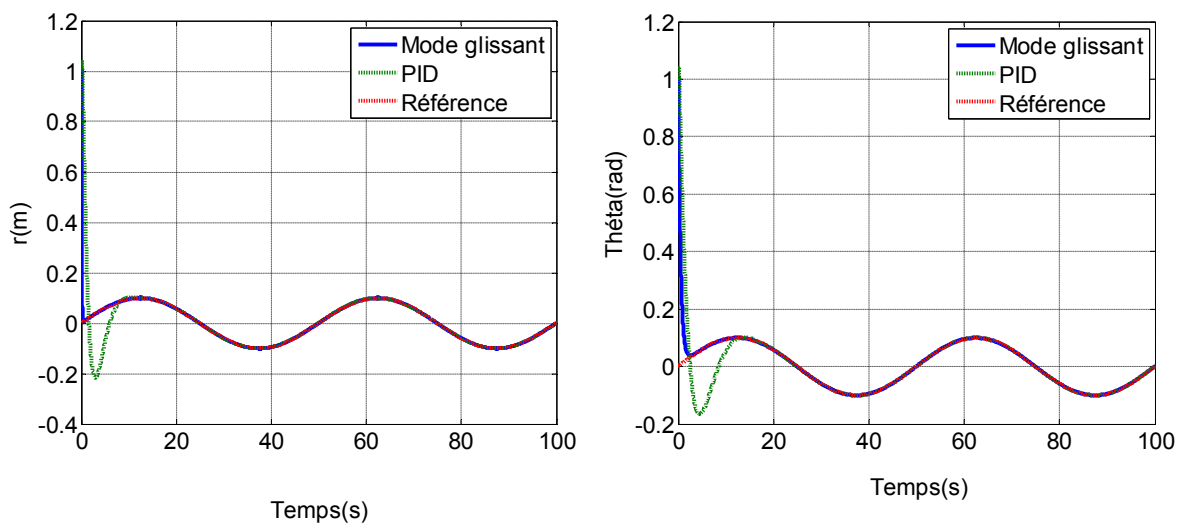 1.2
1
0.8
0.6
0.4
0.2
0
-0.2
-0.4
r(m)
0 20 40 60 80 100
Temps(s)
Mode glissant
PID
Référence
1.2
1
0.8
0.6
0.4
0.2
0
-0.2
Théta(rad)
0 20 40 60 80 100
Temps(s)
Mode glissant
PID
Référence